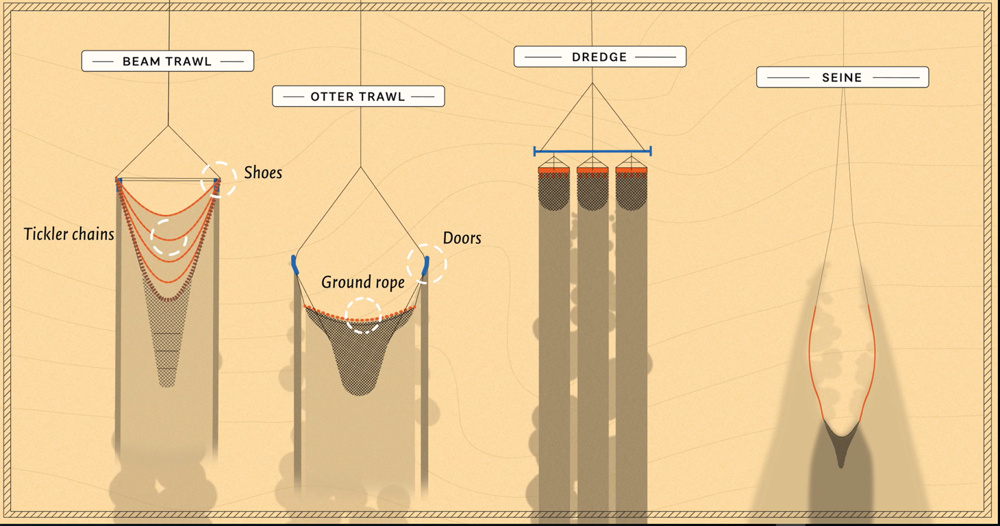 BEAM TRAWL
OTTER TRAWL
DREDGE
SEINE
Shoes
Tickler chains
Doors
Ground rope